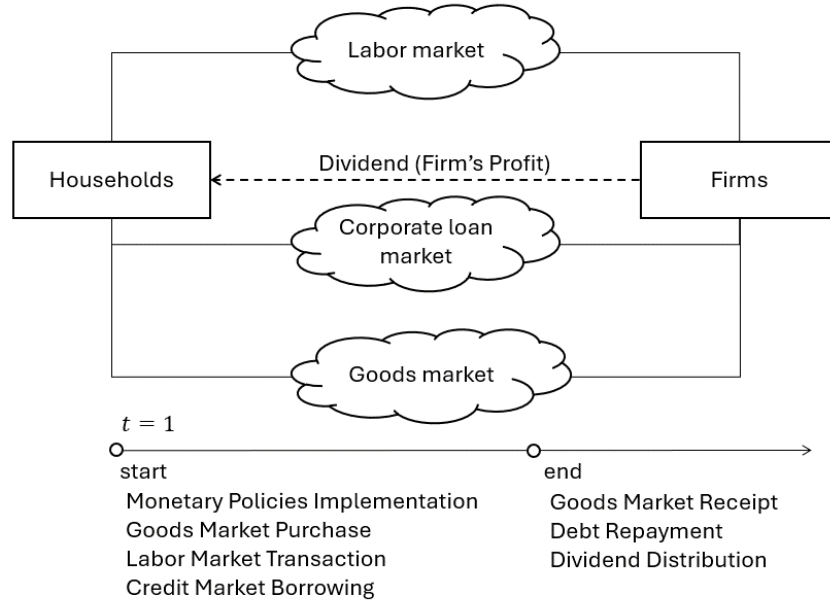 Labor market
Households
Dividend (Firm's Profit)
Firms
Corporate loan
market
Goods market
t = 1
start
Monetary Policies Implementation
Goods Market Purchase
Labor Market Transaction
Credit Market Borrowing
end
Goods Market Receipt
Debt Repayment
Dividend Distribution